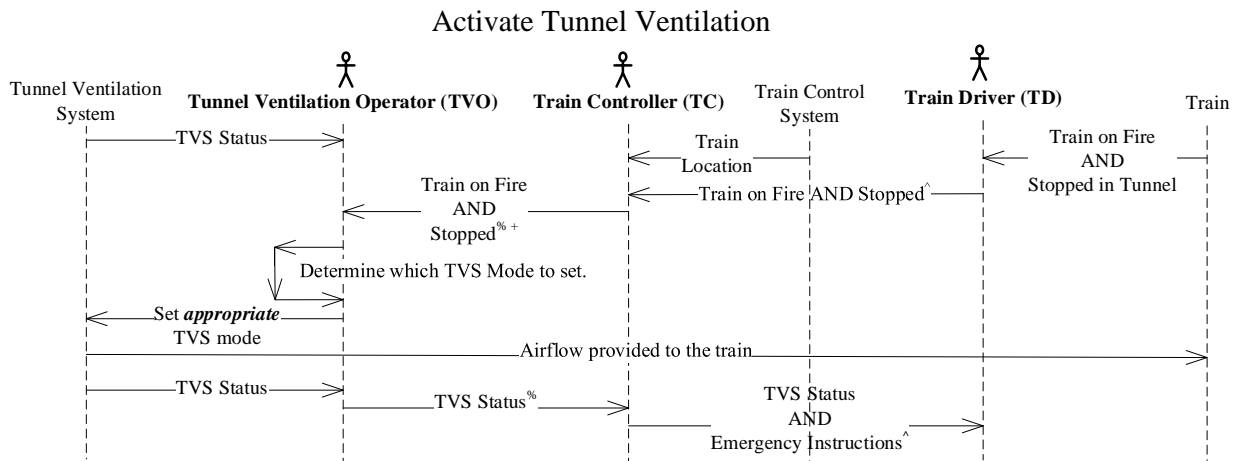 Activate Tunnel Ventilation
Tunnel Ventilation
System
Tunnel Ventilation Operator (TVO)
Train Controller (TC)
Train Control
System
Train Driver (TD)
Train
TVS Status
Train
Location
Train on Fire
AND
Stopped in Tunnel
Train on Fire AND Stopped^
Train on Fire
AND
Stopped% +
Determine which TVS Mode to set.
Set appropriate
TVS mode
Airflow provided to the train
TVS Status
TVS Status%
TVS Status
AND
Emergency Instructions^